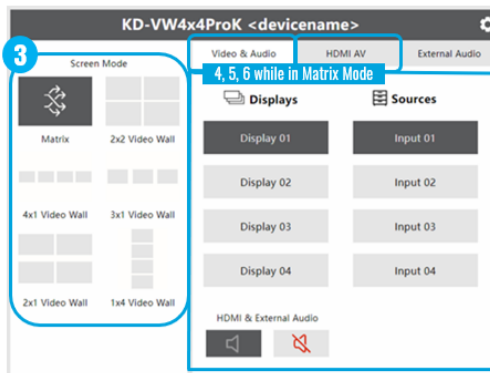 KD-VW4x4ProK <devicename>
3
Screen Mode
Matrix
2x2 Video Wall
4x1 Video Wall
3x1 Video Wall
2x1 Video Wall
1x4 Video Wall
Video & Audio
HDMI AV
External Audio
4, 5, 6 while in Matrix Mode
Displays
Sources
Display 01
Input 01
Display 02
Input 02
Display 03
Input 03
Display 04
Input 04
HDMI & External Audio